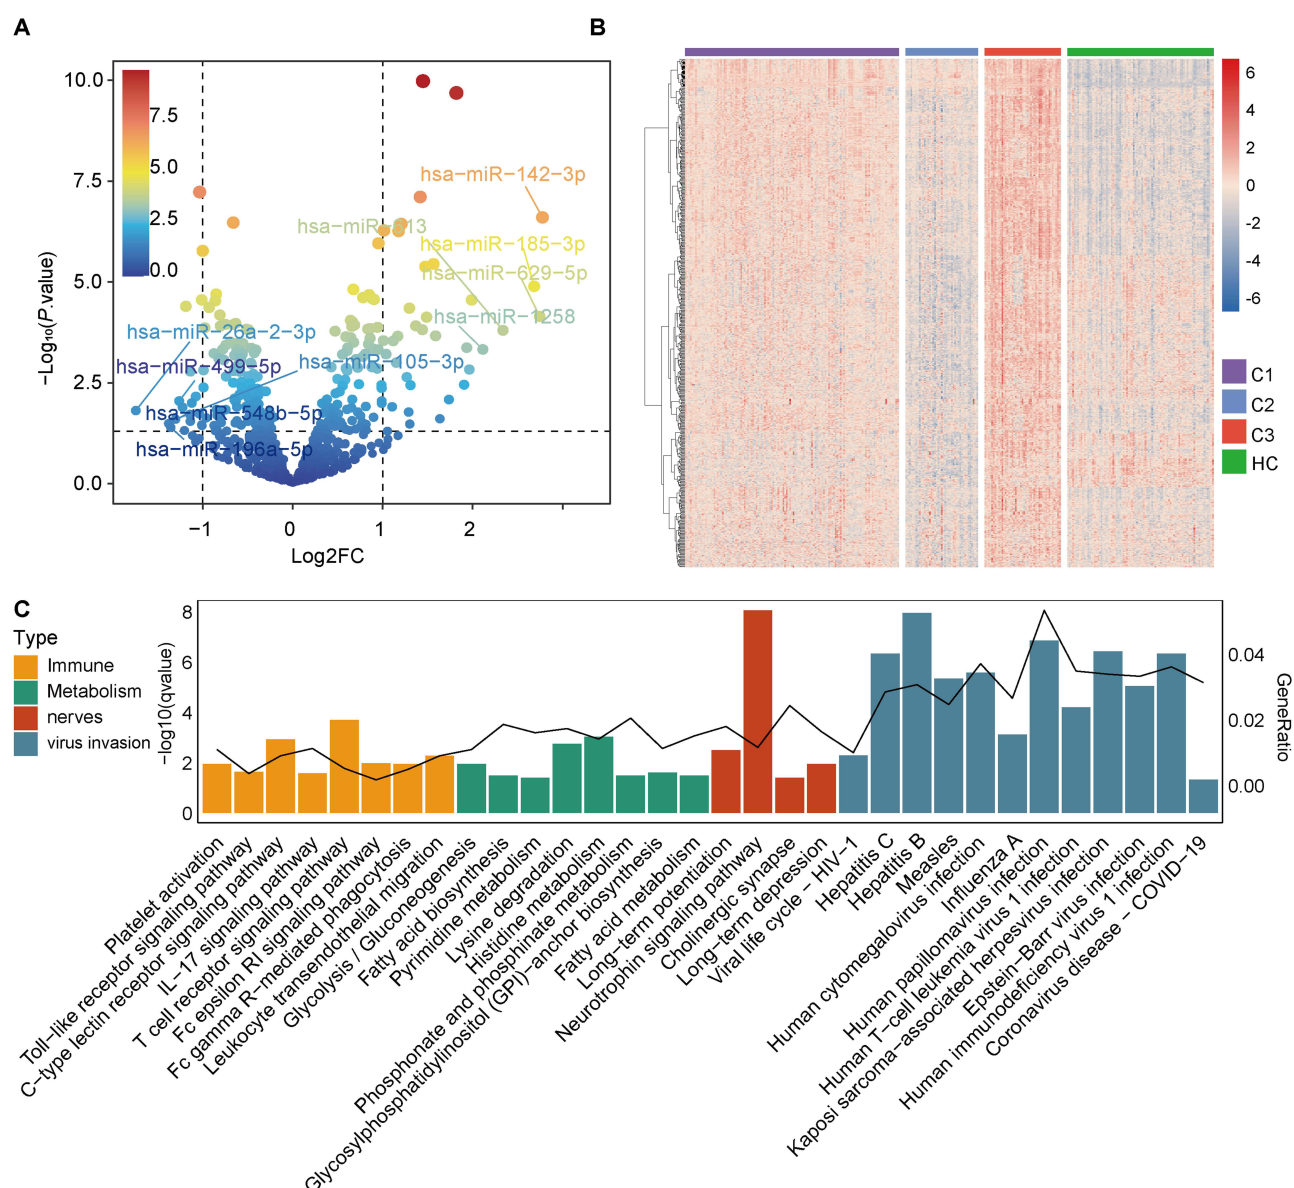 A
B
10.0
7.5
5.0
2.5
0.0
−Log₁₀(P.value)
7.5
5.0
2.5
0.0
hsa−miR−142−3p
hsa−miR−613
hsa−miR−185−3p
hsa−miR−629−5p
hsa−miR−1258
hsa−miR−26a−2−3p
hsa−miR−499−5p
hsa−miR−105−3p
hsa−miR−548b−5p
hsa−miR−196a−5p
−1
0
1
2
Log2FC
6
4
2
0
-2
-4
-6
C1
C2
C3
HC
C
Type
Immune
Metabolism
nerves
virus invasion
−log10(qvalue)
8
6
4
2
0
0.04
0.02
0.00
GeneRatio
Platelet activation
Toll−like receptor signaling pathway
C−type lectin receptor signaling pathway
IL−17 signaling pathway
T cell receptor signaling pathway
Fc epsilon RI signaling pathway
Fc gamma R−mediated phagocytosis
Leukocyte transendothelial migration
Glycolysis / Gluconeogenesis
Fatty acid biosynthesis
Pyrimidine metabolism
Lysine degradation
Histidine metabolism
Phosphonate and phosphinate metabolism
Glycosylphosphatidylinositol (GPI)−anchor biosynthesis
Fatty acid metabolism
Long−term potentiation
Neurotrophin signaling pathway
Cholinergic synapse
Long−term depression
Viral life cycle − HIV−1
Hepatitis C
Hepatitis B
Measles
Human cytomegalovirus infection
Influenza A
Human papillomavirus infection
Human T−cell leukemia virus 1 infection
Kaposi sarcoma−associated herpesvirus infection
Epstein−Barr virus infection
Human immunodeficiency virus 1 infection
Coronavirus disease − COVID−19